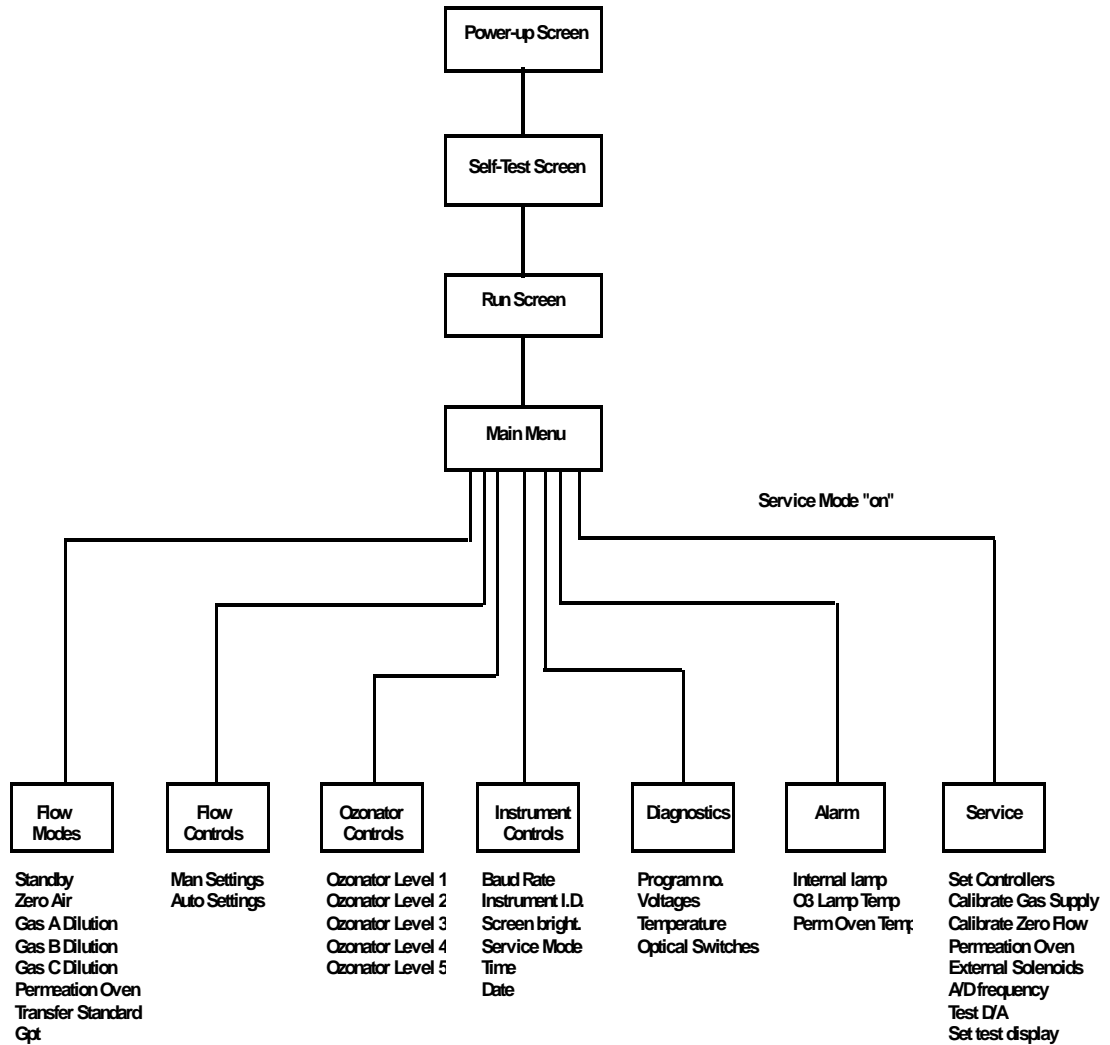 Power-up Screen
Self-Test Screen
Run Screen
Main Menu
Service Mode "on"
Flow
Modes
Standby
Zero Air
Gas A Dilution
Gas B Dilution
Gas C Dilution
Permeation Oven
Transfer Standard
Gpt
Flow
Controls
Man Settings
Auto Settings
Ozonator
Controls
Ozonator Level 1
Ozonator Level 2
Ozonator Level 3
Ozonator Level 4
Ozonator Level 5
Instrument
Controls
Baud Rate
Instrument I.D.
Screen bright.
Service Mode
Time
Date
Diagnostics
Program no.
Voltages
Temperature
Optical Switches
Alarm
Internal lamp
O3 Lamp Temp
Perm Oven Temp
Service
Set Controllers
Calibrate Gas Supply
Calibrate Zero Flow
Permeation Oven
External Solenoids
A/D frequency
Test D/A
Set test display